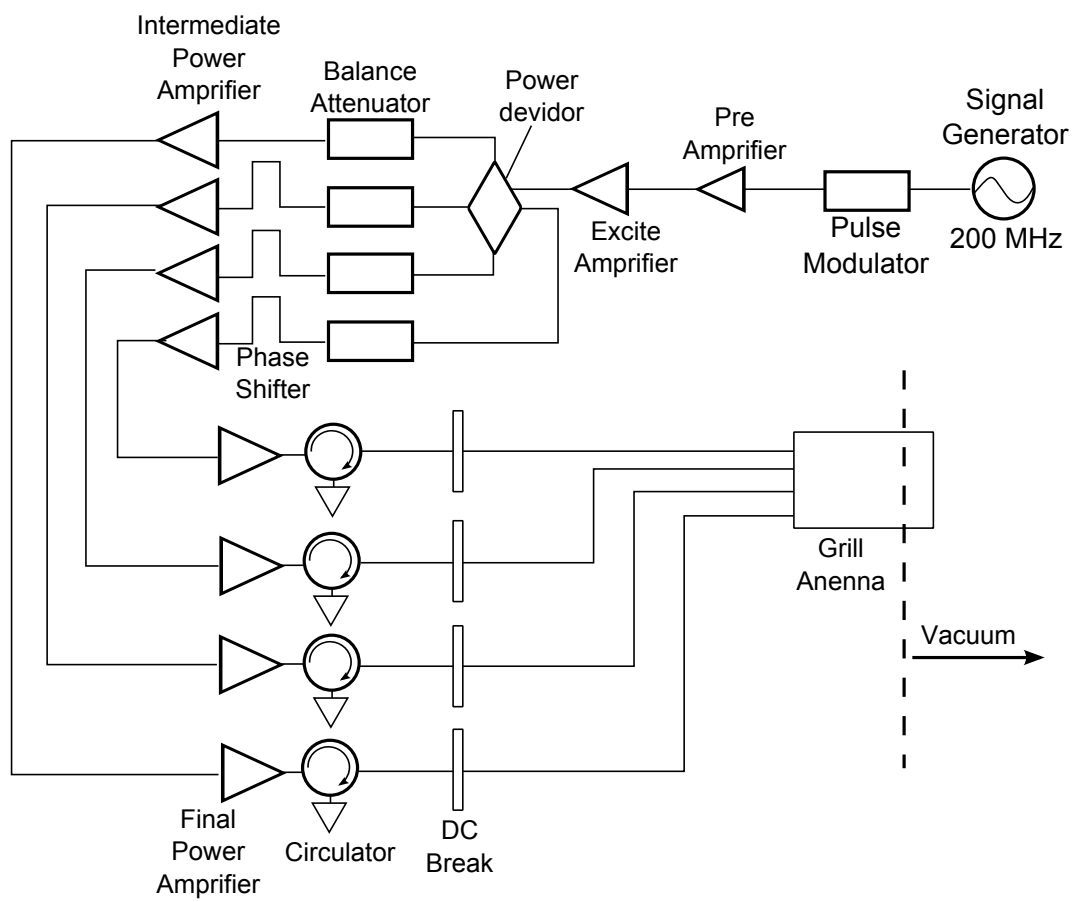 Intermediate
Power
Amprifier
Balance
Attenuator
Power
devidor
Pre
Amprifier
Signal
Generator
Excite
Amprifier
Pulse
Modulator
200 MHz
Phase
Shifter
Grill
Anenna
Vacuum
Final
Power
Amprifier
Circulator
DC
Break